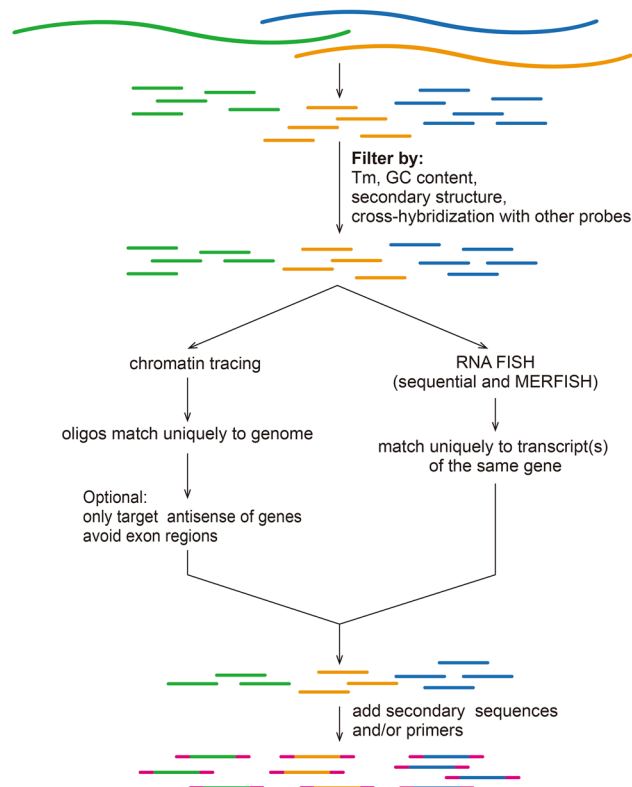 Filter by:
Tm, GC content,
secondary structure,
cross-hybridization with other probes
chromatin tracing
RNA FISH
(sequential and MERFISH)
oligos match uniquely to genome
match uniquely to transcript(s)
of the same gene
Optional:
only target antisense of genes
avoid exon regions
add secondary sequences
and/or primers